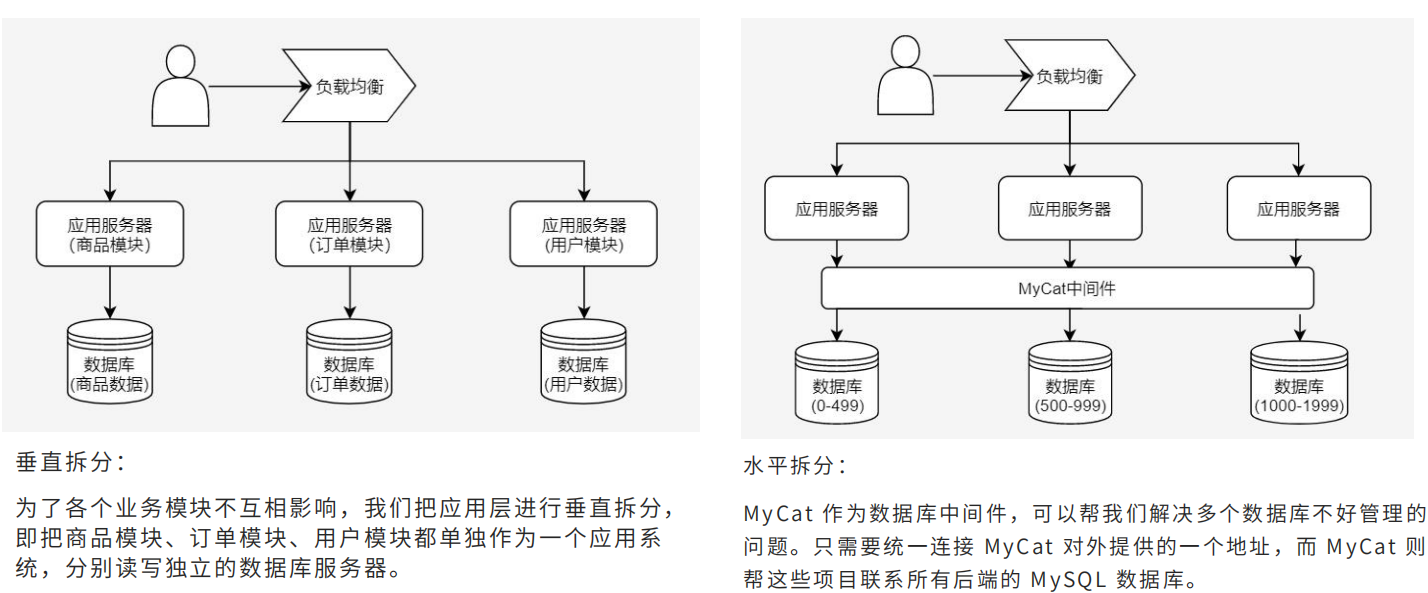 负载均衡
应用服务器
(商品模块)
应用服务器
(订单模块)
应用服务器
(用户模块)
数据库
(商品数据)
数据库
(订单数据)
数据库
(用户数据)
垂直拆分：
为了各个业务模块不互相影响，我们把应用层进行垂直拆分，
即把商品模块、订单模块、用户模块都单独作为一个应用系
统，分别读写独立的数据库服务器。
负载均衡
应用服务器
应用服务器
应用服务器
MyCat中间件
数据库
(0-499)
数据库
(500-999)
数据库
(1000-1999)
水平拆分：
MyCat 作为数据库中间件，可以帮我们解决多个数据库不好管理的
问题。只需要统一连接 MyCat 对外提供的一个地址，而 MyCat 则
帮这些项目联系所有后端的 MySQL 数据库。